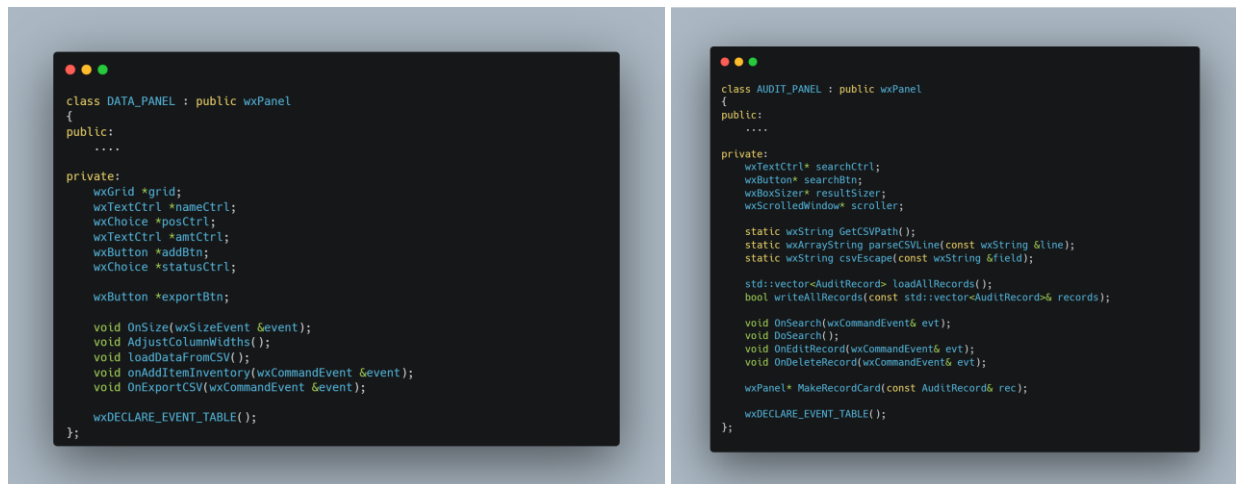 class DATA_PANEL : public wxPanel
{
public:
    ....

private:
    wxGrid *grid;
    wxTextCtrl *nameCtrl;
    wxChoice *posCtrl;
    wxTextCtrl *amtCtrl;
    wxButton *addBtn;
    wxChoice *statusCtrl;

    wxButton *exportBtn;

    void OnSize(wxSizeEvent &event);
    void AdjustColumnWidths();
    void loadDataFromCSV();
    void onAddItemInventory(wxCommandEvent &event);
    void OnExportCSV(wxCommandEvent &event);

    wxDECLARE_EVENT_TABLE();
};
class AUDIT_PANEL : public wxPanel
{
public:
    ....

private:
    wxTextCtrl* searchCtrl;
    wxButton* searchBtn;
    wxBoxSizer* resultSizer;
    wxScrolledWindow* scroller;

    static wxString GetCSVPath();
    static wxArrayString parseCSVLine(const wxString &line);
    static wxString csvEscape(const wxString &field);

    std::vector<AuditRecord> loadAllRecords();
    bool writeAllRecords(const std::vector<AuditRecord>& records);

    void OnSearch(wxCommandEvent& evt);
    void DoSearch();
    void OnEditRecord(wxCommandEvent& evt);
    void OnDeleteRecord(wxCommandEvent& evt);

    wxPanel* MakeRecordCard(const AuditRecord& rec);

    wxDECLARE_EVENT_TABLE();
};